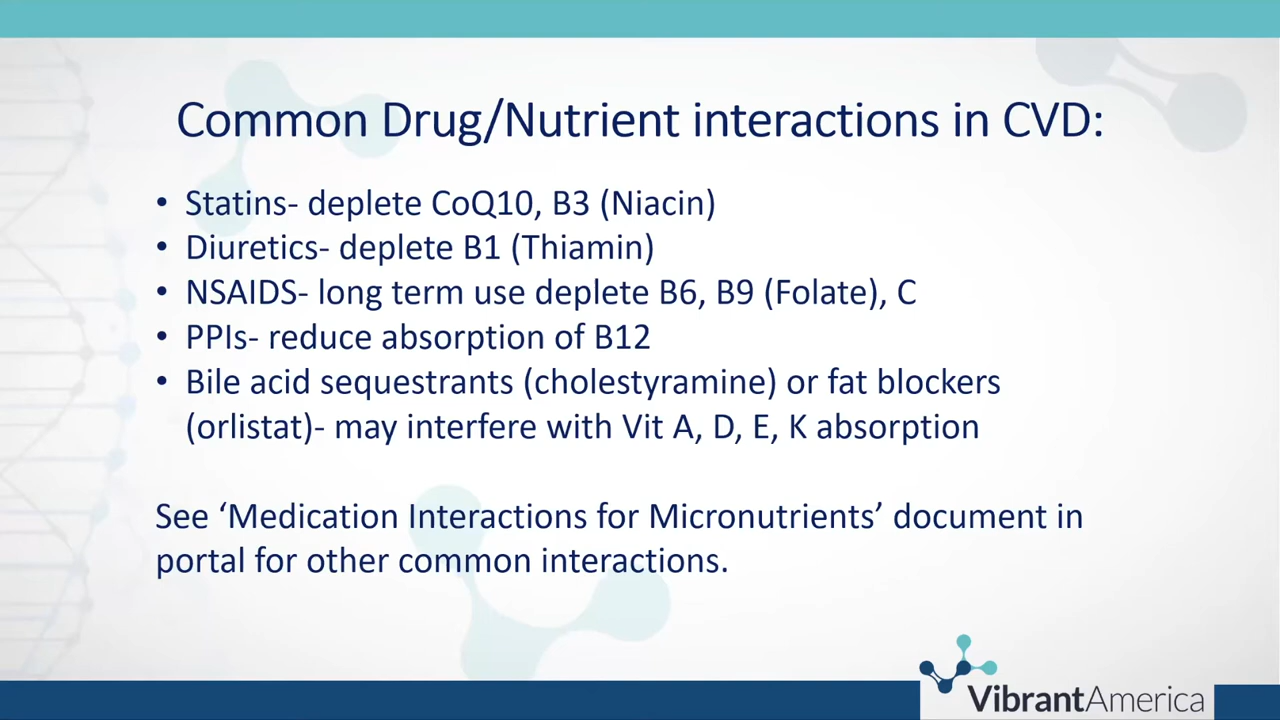 Common Drug/Nutrient interactions in CVD:
• Statins- deplete CoQ10, B3 (Niacin)
• Diuretics- deplete B1 (Thiamin)
• NSAIDS- long term use deplete B6, B9 (Folate), C
• PPIs- reduce absorption of B12
• Bile acid sequestrants (cholestyramine) or fat blockers
(orlistat)- may interfere with Vit A, D, E, K absorption
See ‘Medication Interactions for Micronutrients’ document in
portal for other common interactions.
VibrantAmerica